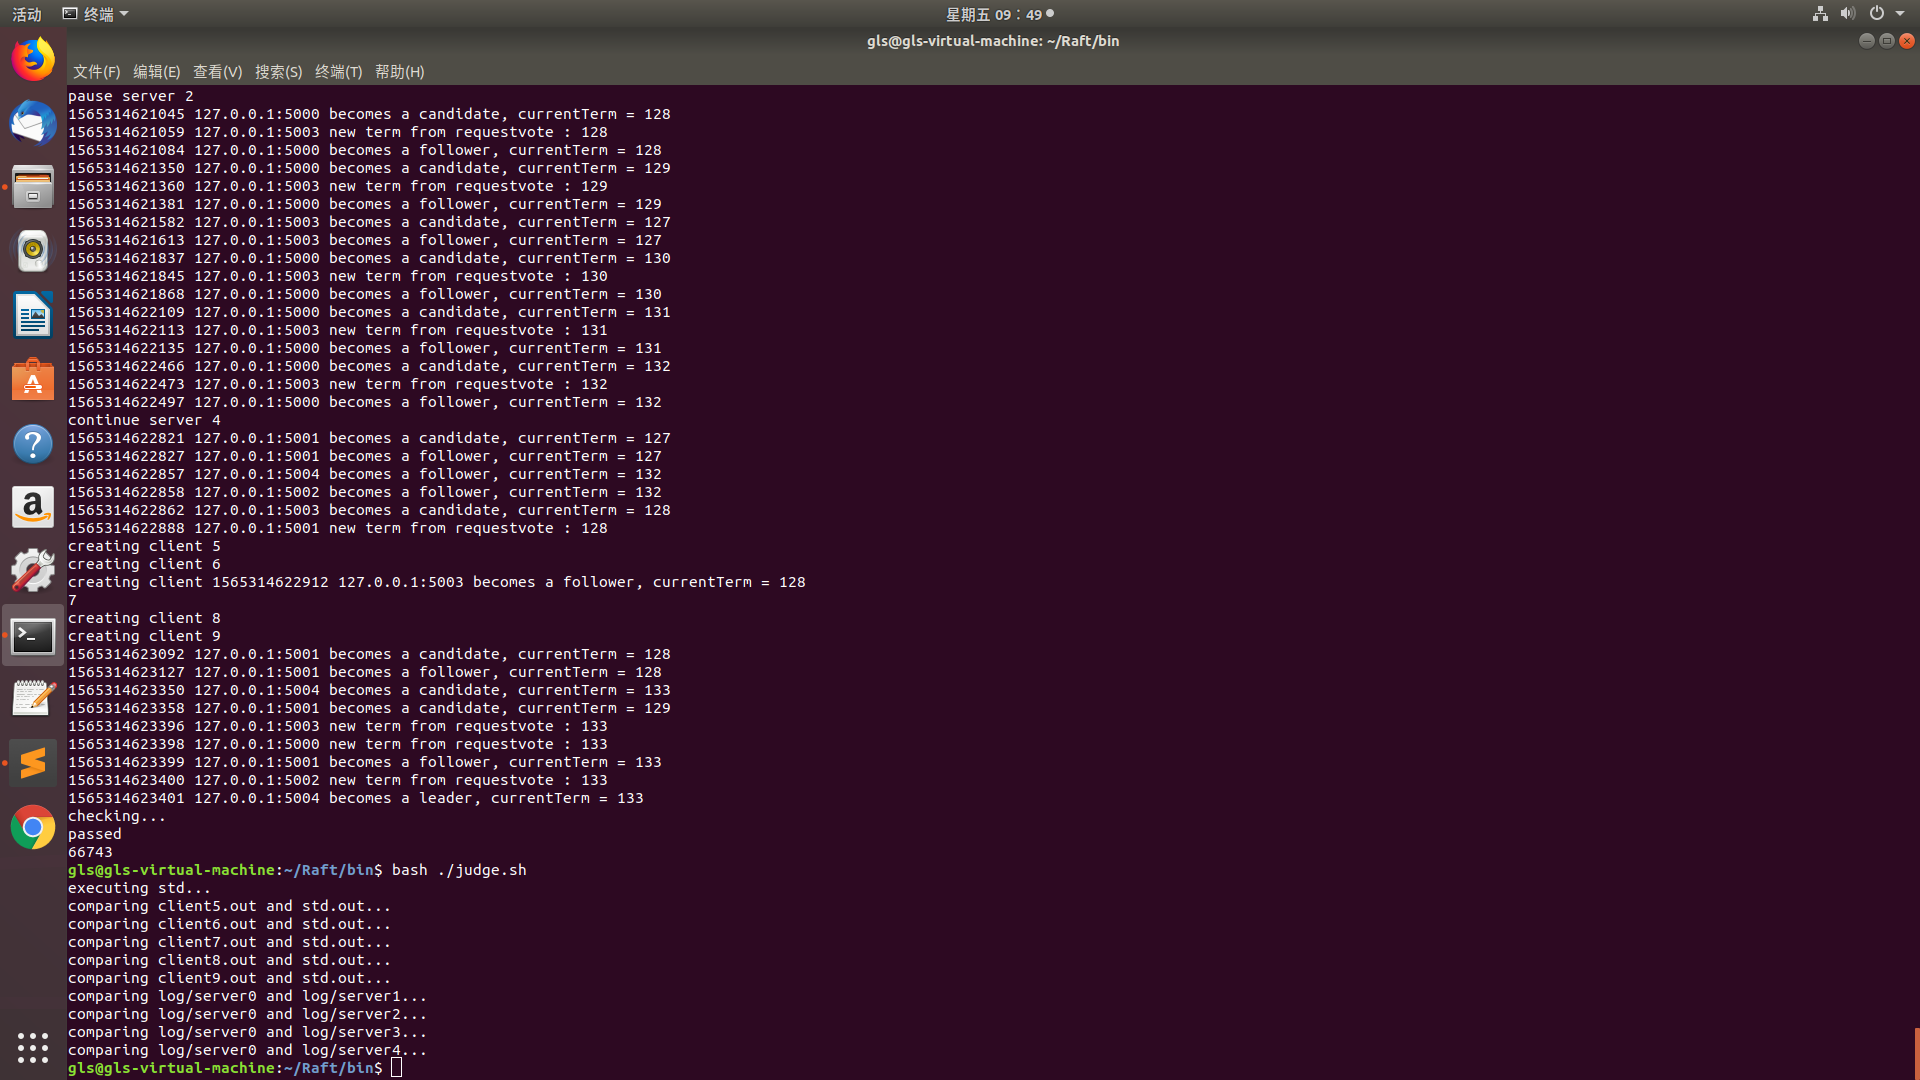 活动 终端 星期五 09：49
gls@gls-virtual-machine: ~/Raft/bin
文件(F) 编辑(E) 查看(V) 搜索(S) 终端(T) 帮助(H)
pause server 2
1565314621045 127.0.0.1:5000 becomes a candidate, currentTerm = 128
1565314621059 127.0.0.1:5003 new term from requestvote : 128
1565314621084 127.0.0.1:5000 becomes a follower, currentTerm = 128
1565314621350 127.0.0.1:5000 becomes a candidate, currentTerm = 129
1565314621360 127.0.0.1:5003 new term from requestvote : 129
1565314621381 127.0.0.1:5000 becomes a follower, currentTerm = 129
1565314621582 127.0.0.1:5003 becomes a candidate, currentTerm = 127
1565314621613 127.0.0.1:5003 becomes a follower, currentTerm = 127
1565314621837 127.0.0.1:5000 becomes a candidate, currentTerm = 130
1565314621845 127.0.0.1:5003 new term from requestvote : 130
1565314621868 127.0.0.1:5000 becomes a follower, currentTerm = 130
1565314622109 127.0.0.1:5000 becomes a candidate, currentTerm = 131
1565314622113 127.0.0.1:5003 new term from requestvote : 131
1565314622135 127.0.0.1:5000 becomes a follower, currentTerm = 131
1565314622466 127.0.0.1:5000 becomes a candidate, currentTerm = 132
1565314622473 127.0.0.1:5003 new term from requestvote : 132
1565314622497 127.0.0.1:5000 becomes a follower, currentTerm = 132
continue server 4
1565314622821 127.0.0.1:5001 becomes a candidate, currentTerm = 127
1565314622827 127.0.0.1:5001 becomes a follower, currentTerm = 127
1565314622857 127.0.0.1:5004 becomes a follower, currentTerm = 132
1565314622858 127.0.0.1:5002 becomes a follower, currentTerm = 132
1565314622862 127.0.0.1:5003 becomes a candidate, currentTerm = 128
1565314622888 127.0.0.1:5001 new term from requestvote : 128
creating client 5
creating client 6
creating client 1565314622912 127.0.0.1:5003 becomes a follower, currentTerm = 128
7
creating client 8
creating client 9
1565314623092 127.0.0.1:5001 becomes a candidate, currentTerm = 128
1565314623127 127.0.0.1:5001 becomes a follower, currentTerm = 128
1565314623350 127.0.0.1:5004 becomes a candidate, currentTerm = 133
1565314623358 127.0.0.1:5001 becomes a candidate, currentTerm = 129
1565314623396 127.0.0.1:5003 new term from requestvote : 133
1565314623398 127.0.0.1:5000 new term from requestvote : 133
1565314623399 127.0.0.1:5001 becomes a follower, currentTerm = 133
1565314623400 127.0.0.1:5002 new term from requestvote : 133
1565314623401 127.0.0.1:5004 becomes a leader, currentTerm = 133
checking...
passed
66743
gls@gls-virtual-machine:~/Raft/bin$ bash ./judge.sh
executing std...
comparing client5.out and std.out...
comparing client6.out and std.out...
comparing client7.out and std.out...
comparing client8.out and std.out...
comparing client9.out and std.out...
comparing log/server0 and log/server1...
comparing log/server0 and log/server2...
comparing log/server0 and log/server3...
comparing log/server0 and log/server4...
gls@gls-virtual-machine:~/Raft/bin$